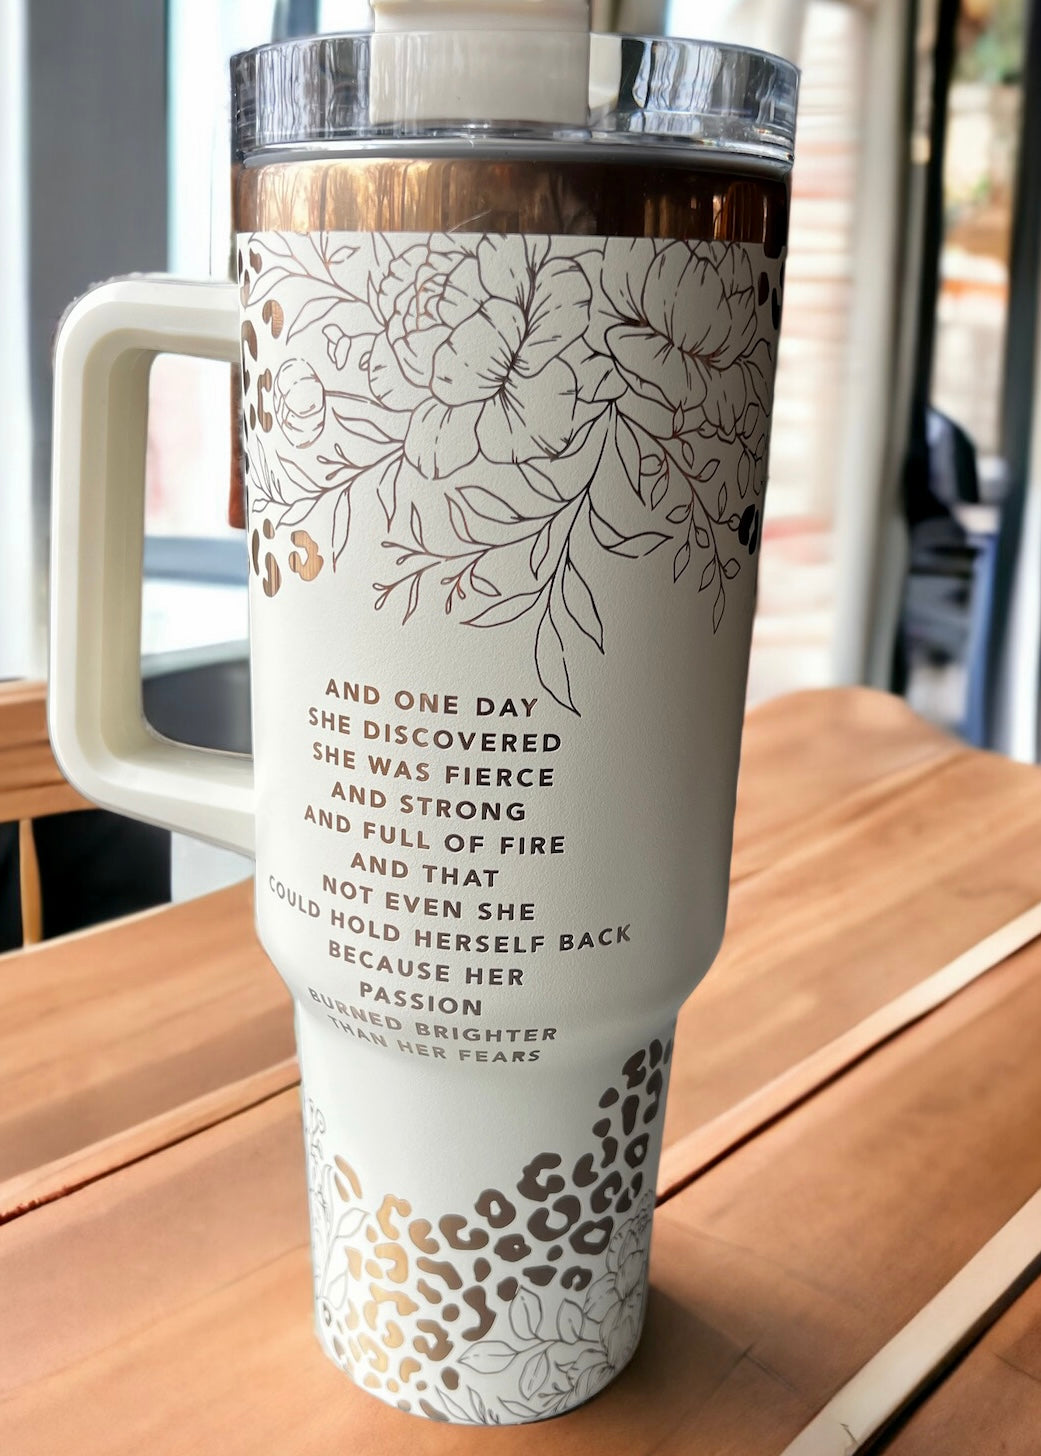 AND ONE DAY
SHE DISCOVERED
SHE WAS FIERCE
AND STRONG
AND FULL OF FIRE
AND THAT
NOT EVEN SHE
COULD HOLD HERSELF BACK
BECAUSE HER
PASSION
BURNED BRIGHTER
THAN HER FEARS